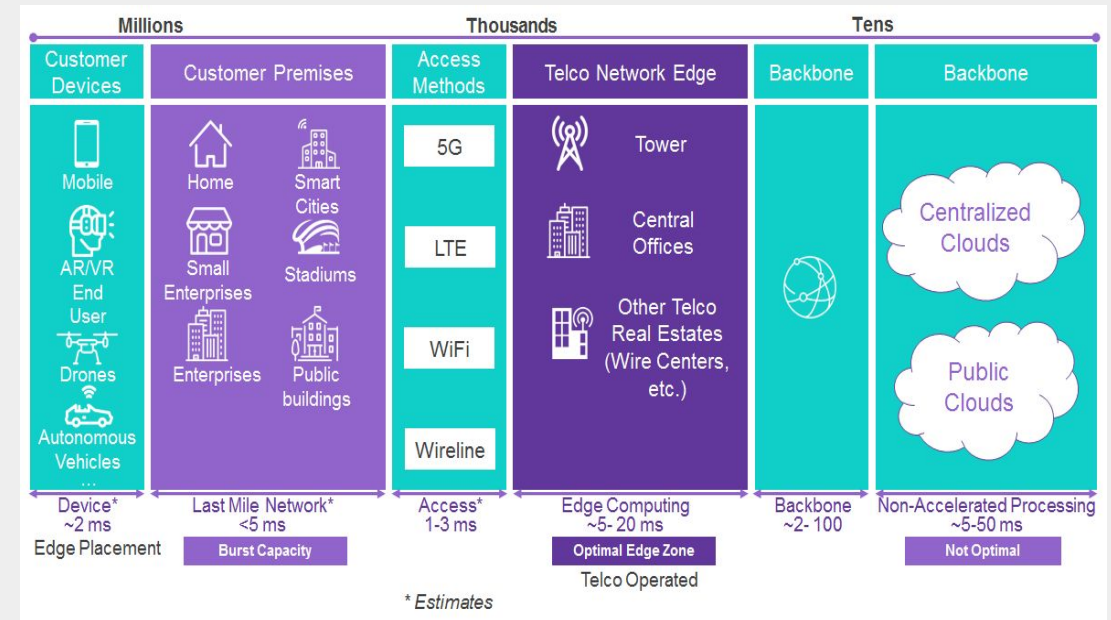 Millions
Thousands
Tens
Customer
Devices
Customer Premises
Access
Methods
Telco Network Edge
Backbone
Backbone
Mobile
AR/VR
End
User
Drones
Autonomous
Vehicles
...
Home
Smart
Cities
Small
Enterprises
Stadiums
Enterprises
Public
buildings
5G
LTE
WiFi
Wireline
Tower
Central
Offices
Other Telco
Real Estates
(Wire Centers,
etc.)
Centralized
Clouds
Public
Clouds
Device*
~2 ms
Last Mile Network*
<5 ms
Access*
1-3 ms
Edge Computing
~5- 20 ms
Backbone
~2- 100
Non-Accelerated Processing
~5-50 ms
Edge Placement
Burst Capacity
Optimal Edge Zone
Not Optimal
Telco Operated
* Estimates